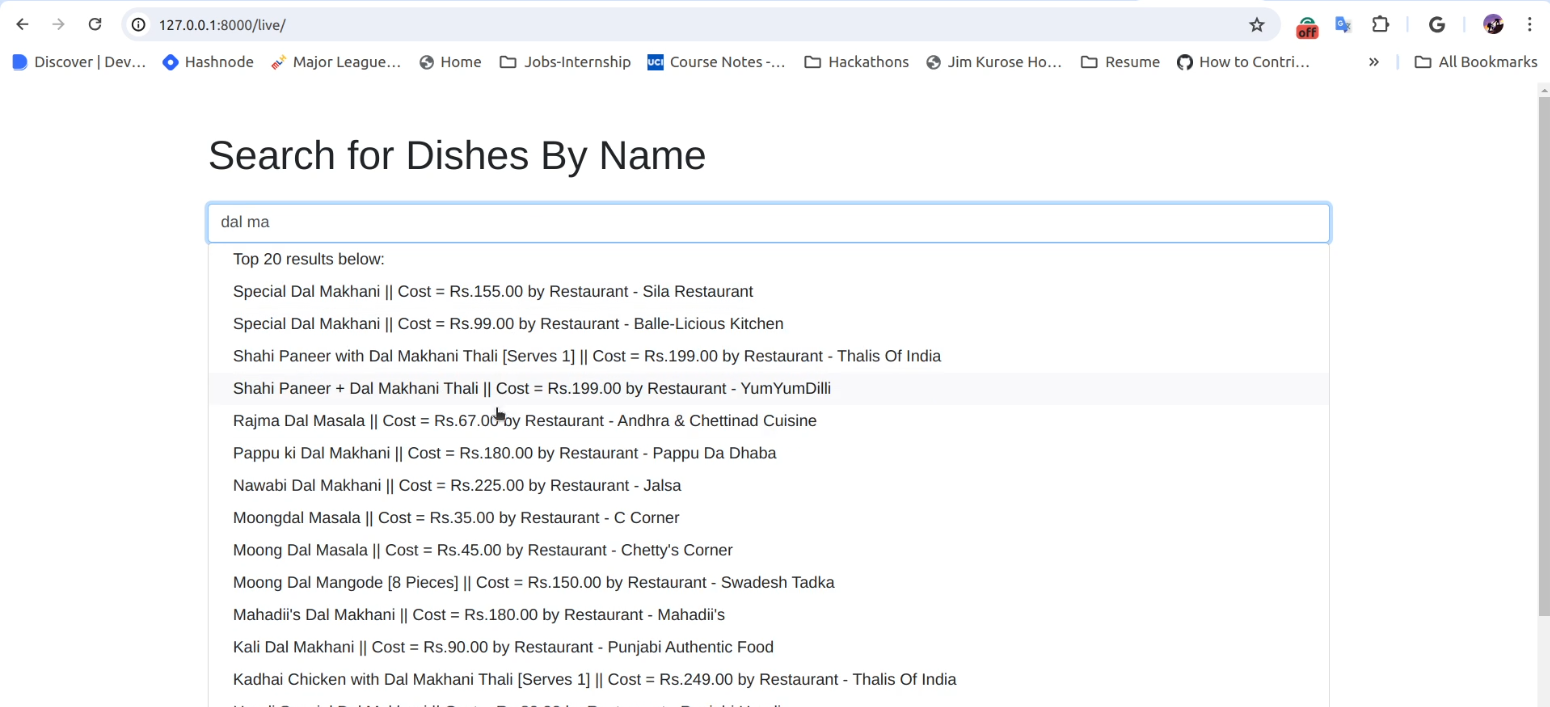 127.0.0.1:8000/live/
off
Discover | Dev...
Hashnode
Major League...
Home
Jobs-Internship
UCI Course Notes -...
Hackathons
Jim Kurose Ho...
Resume
How to Contri...
»
All Bookmarks
Search for Dishes By Name
dal ma
Top 20 results below:
Special Dal Makhani || Cost = Rs.155.00 by Restaurant - Sila Restaurant
Special Dal Makhani || Cost = Rs.99.00 by Restaurant - Balle-Licious Kitchen
Shahi Paneer with Dal Makhani Thali [Serves 1] || Cost = Rs.199.00 by Restaurant - Thalis Of India
Shahi Paneer + Dal Makhani Thali || Cost = Rs.199.00 by Restaurant - YumYumDilli
Rajma Dal Masala || Cost = Rs.67.00 by Restaurant - Andhra & Chettinad Cuisine
Pappu ki Dal Makhani || Cost = Rs.180.00 by Restaurant - Pappu Da Dhaba
Nawabi Dal Makhani || Cost = Rs.225.00 by Restaurant - Jalsa
Moongdal Masala || Cost = Rs.35.00 by Restaurant - C Corner
Moong Dal Masala || Cost = Rs.45.00 by Restaurant - Chetty's Corner
Moong Dal Mangode [8 Pieces] || Cost = Rs.150.00 by Restaurant - Swadesh Tadka
Mahadii's Dal Makhani || Cost = Rs.180.00 by Restaurant - Mahadii's
Kali Dal Makhani || Cost = Rs.90.00 by Restaurant - Punjabi Authentic Food
Kadhai Chicken with Dal Makhani Thali [Serves 1] || Cost = Rs.249.00 by Restaurant - Thalis Of India